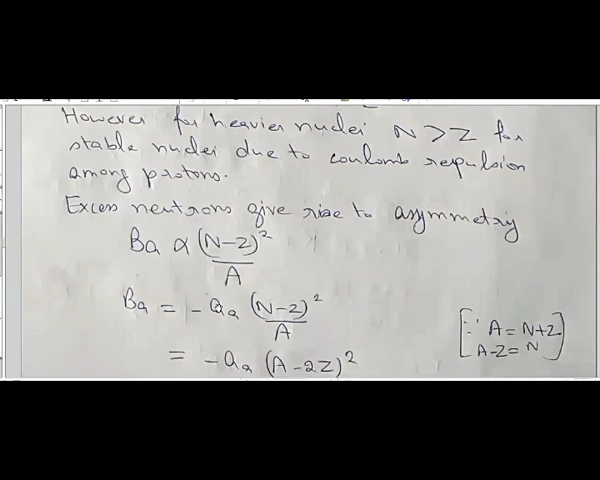 However for heavier nuclei N > Z for
stable nuclei due to coulomb repulsion
among protons.
Excess neutrons give rise to asymmetry
Ba ∝ (N-Z)²
A
Ba = -aₐ (N-Z)²
A
[∵ A = N+Z
A-Z = N]
= -aₐ (A-2Z)²